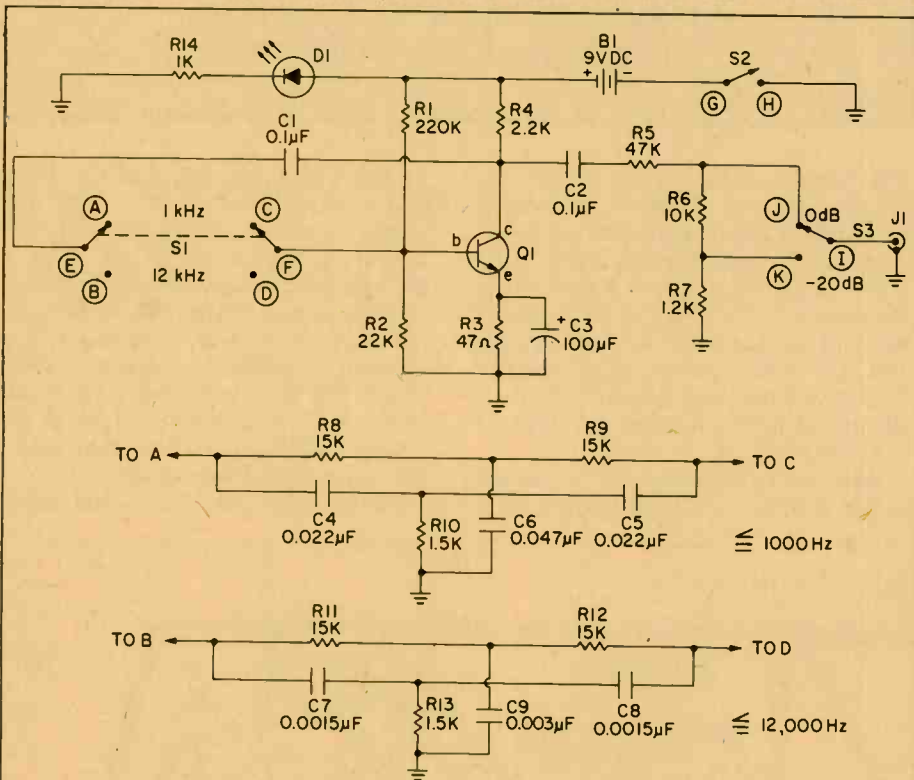 R14
1K
D1
B1
9VDC
+ -
S2
G H
R1
220K
R4
2.2K
C1
0.1µF
R5
47K
C2
0.1µF
R6
10K
J
0dB
S3
J1
I
K
-20dB
R7
1.2K
A
1 kHz
C
E
S1
F
B
12 kHz
D
b
c
Q1
e
R2
22K
R3
47Ω
+
C3
100µF
R8
15K
R9
15K
TO A
TO C
C4
0.022µF
R10
1.5K
C6
0.047µF
C5
0.022µF
≦ 1000Hz
R11
15K
R12
15K
TO B
TO D
C7
0.0015µF
R13
1.5K
C9
0.003µF
C8
0.0015µF
≦ 12,000Hz